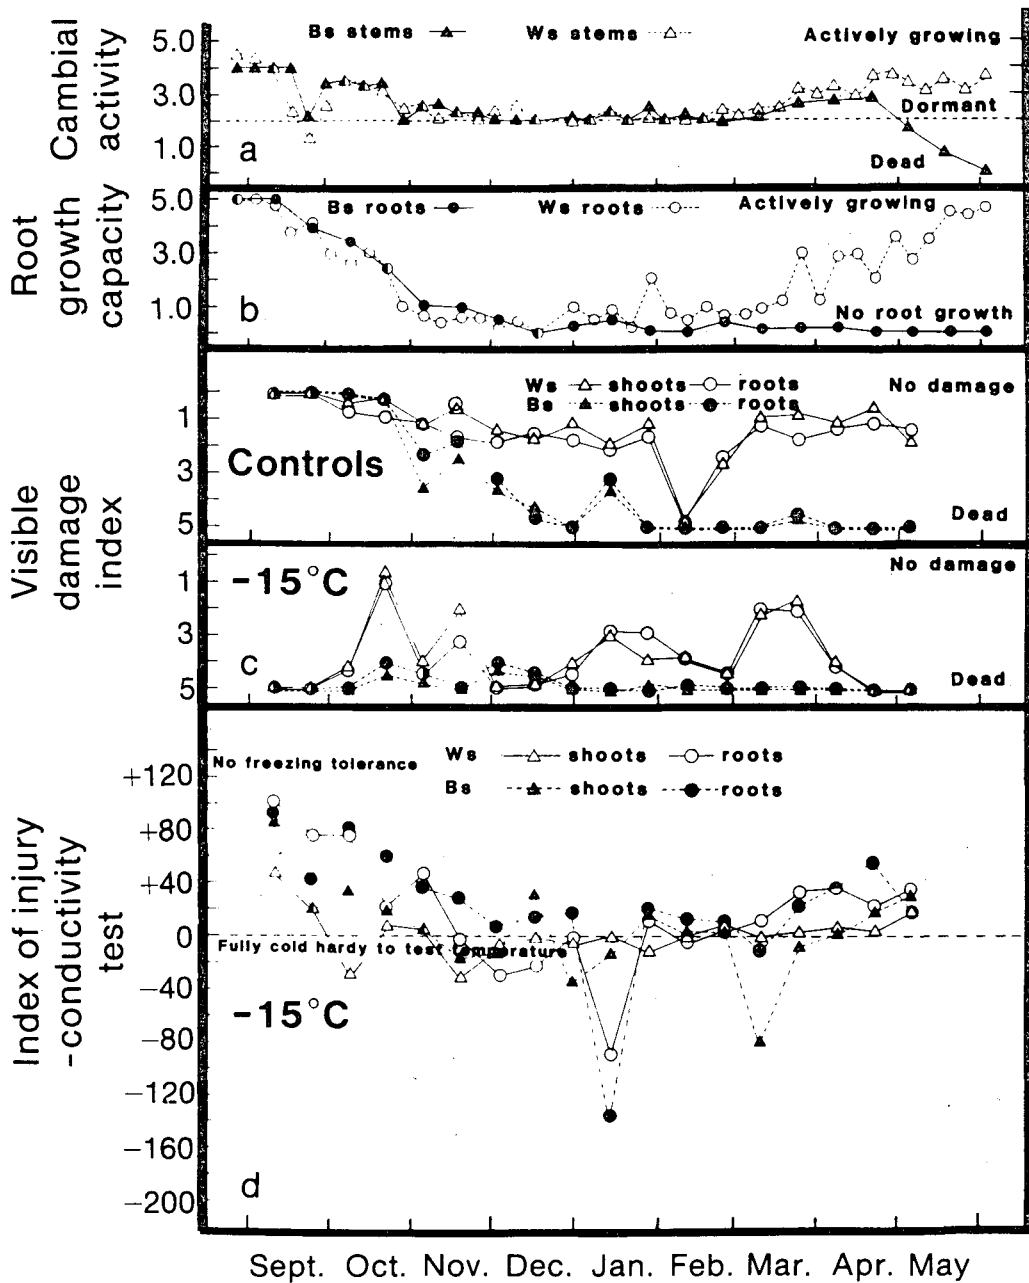 Cambial
activity
5.0
3.0
1.0
Bs stems
Ws stems
Actively growing
Dormant
Dead
a
Root
growth
capacity
5.0
3.0
1.0
Bs roots
Ws roots
Actively growing
No root growth
b
Visible
damage
index
1
3
5
Ws shoots roots
Bs shoots roots
No damage
Controls
Dead
1
3
5
-15°C
No damage
c
Dead
Index of injury
-conductivity
test
+120
+80
+40
0
-40
-80
-120
-160
-200
No freezing tolerance
Ws shoots roots
Bs shoots roots
Fully cold hardy to test temperature
-15°C
d
Sept. Oct. Nov. Dec. Jan. Feb. Mar. Apr. May